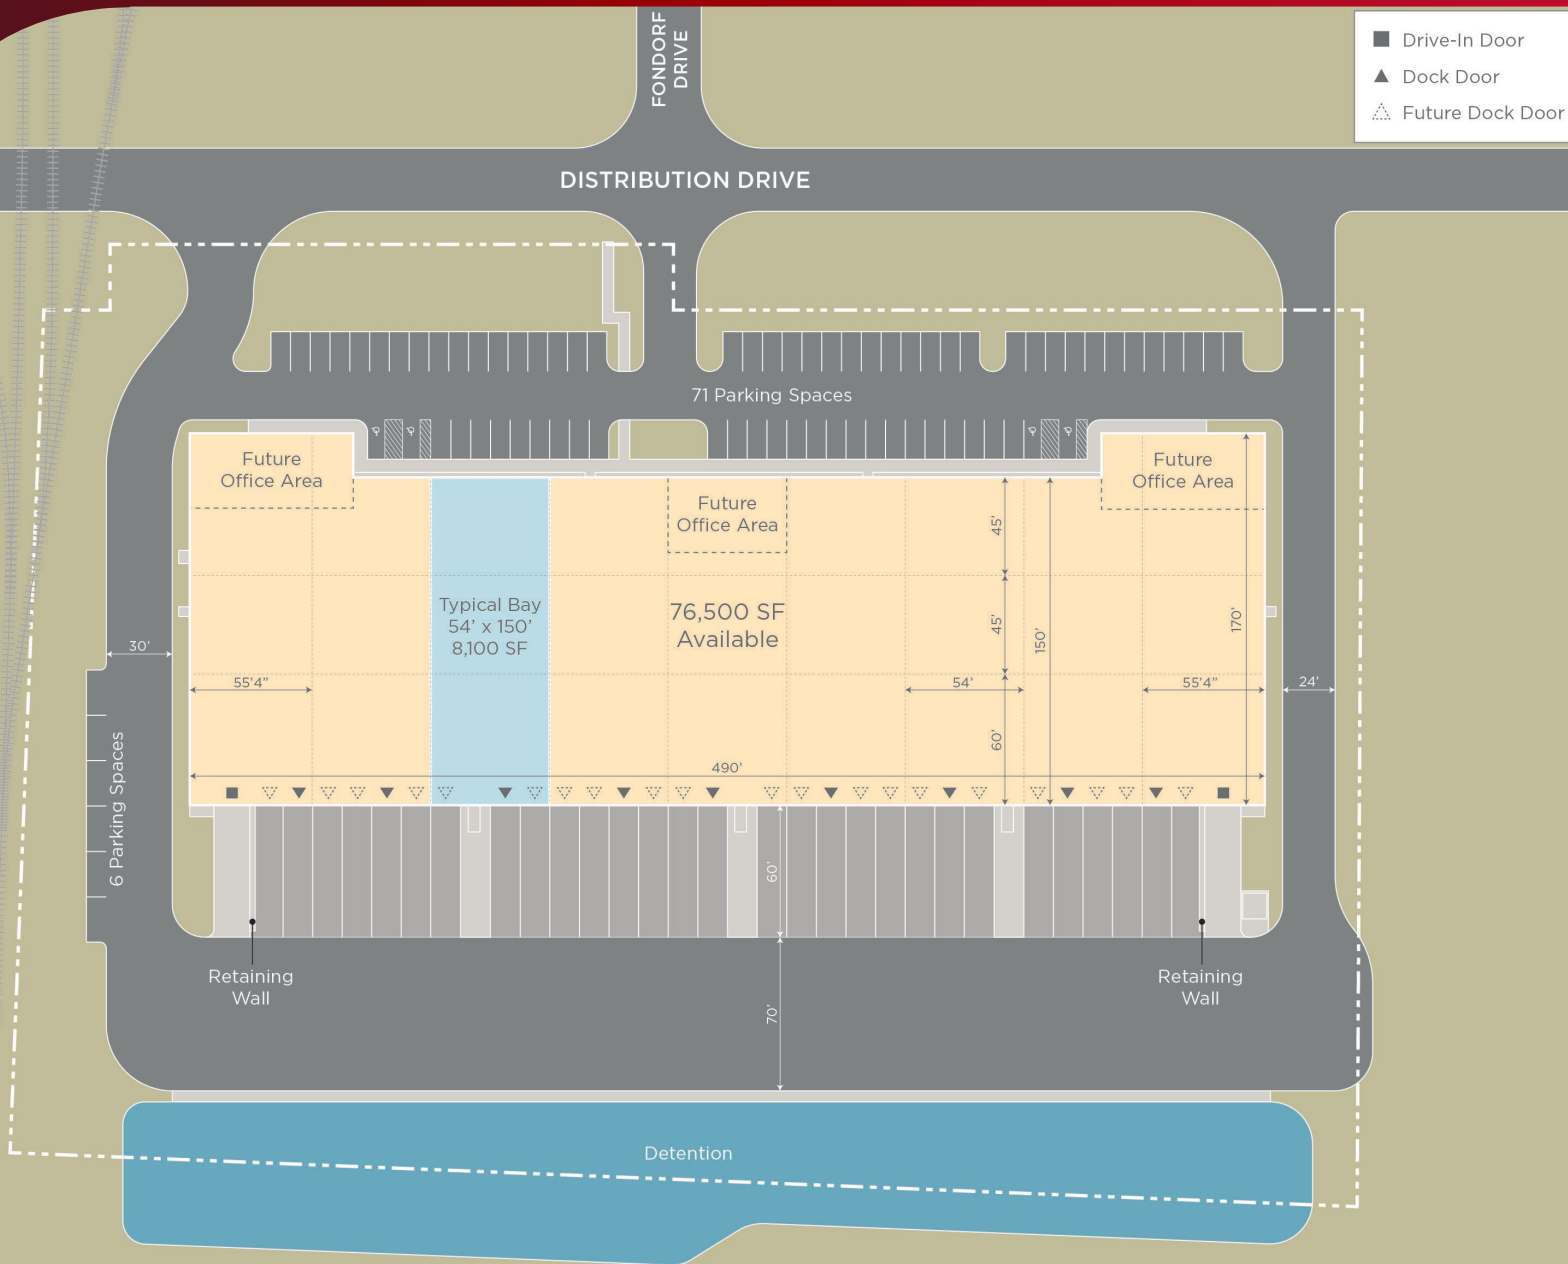 FONDORF
DRIVE
Drive-In Door
Dock Door
Future Dock Door
DISTRIBUTION DRIVE
71 Parking Spaces
Future
Office Area
Future
Office Area
Future
Office Area
45'
Typical Bay
54' x 150'
8,100 SF
76,500 SF
Available
45'
150'
170'
30'
55'4"
54'
55'4"
24'
60'
490'
6 Parking Spaces
60'
Retaining
Wall
Retaining
Wall
70'
Detention